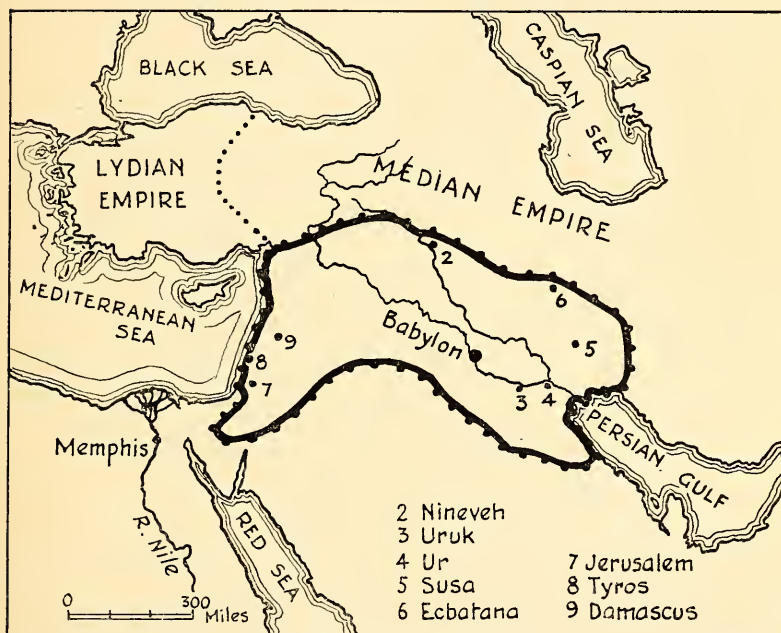 BLACK SEA
CASPIAN SEA
LYDIAN
EMPIRE
MEDIAN EMPIRE
MEDITERRANEAN
SEA
2
6
Babylon
5
9
8
7
3
4
Memphis
PERSIAN GULF
R. Nile
RED SEA
2 Nineveh
3 Uruk
4 Ur
5 Susa
6 Ecbatana
7 Jerusalem
8 Tyros
9 Damascus
0 300
Miles